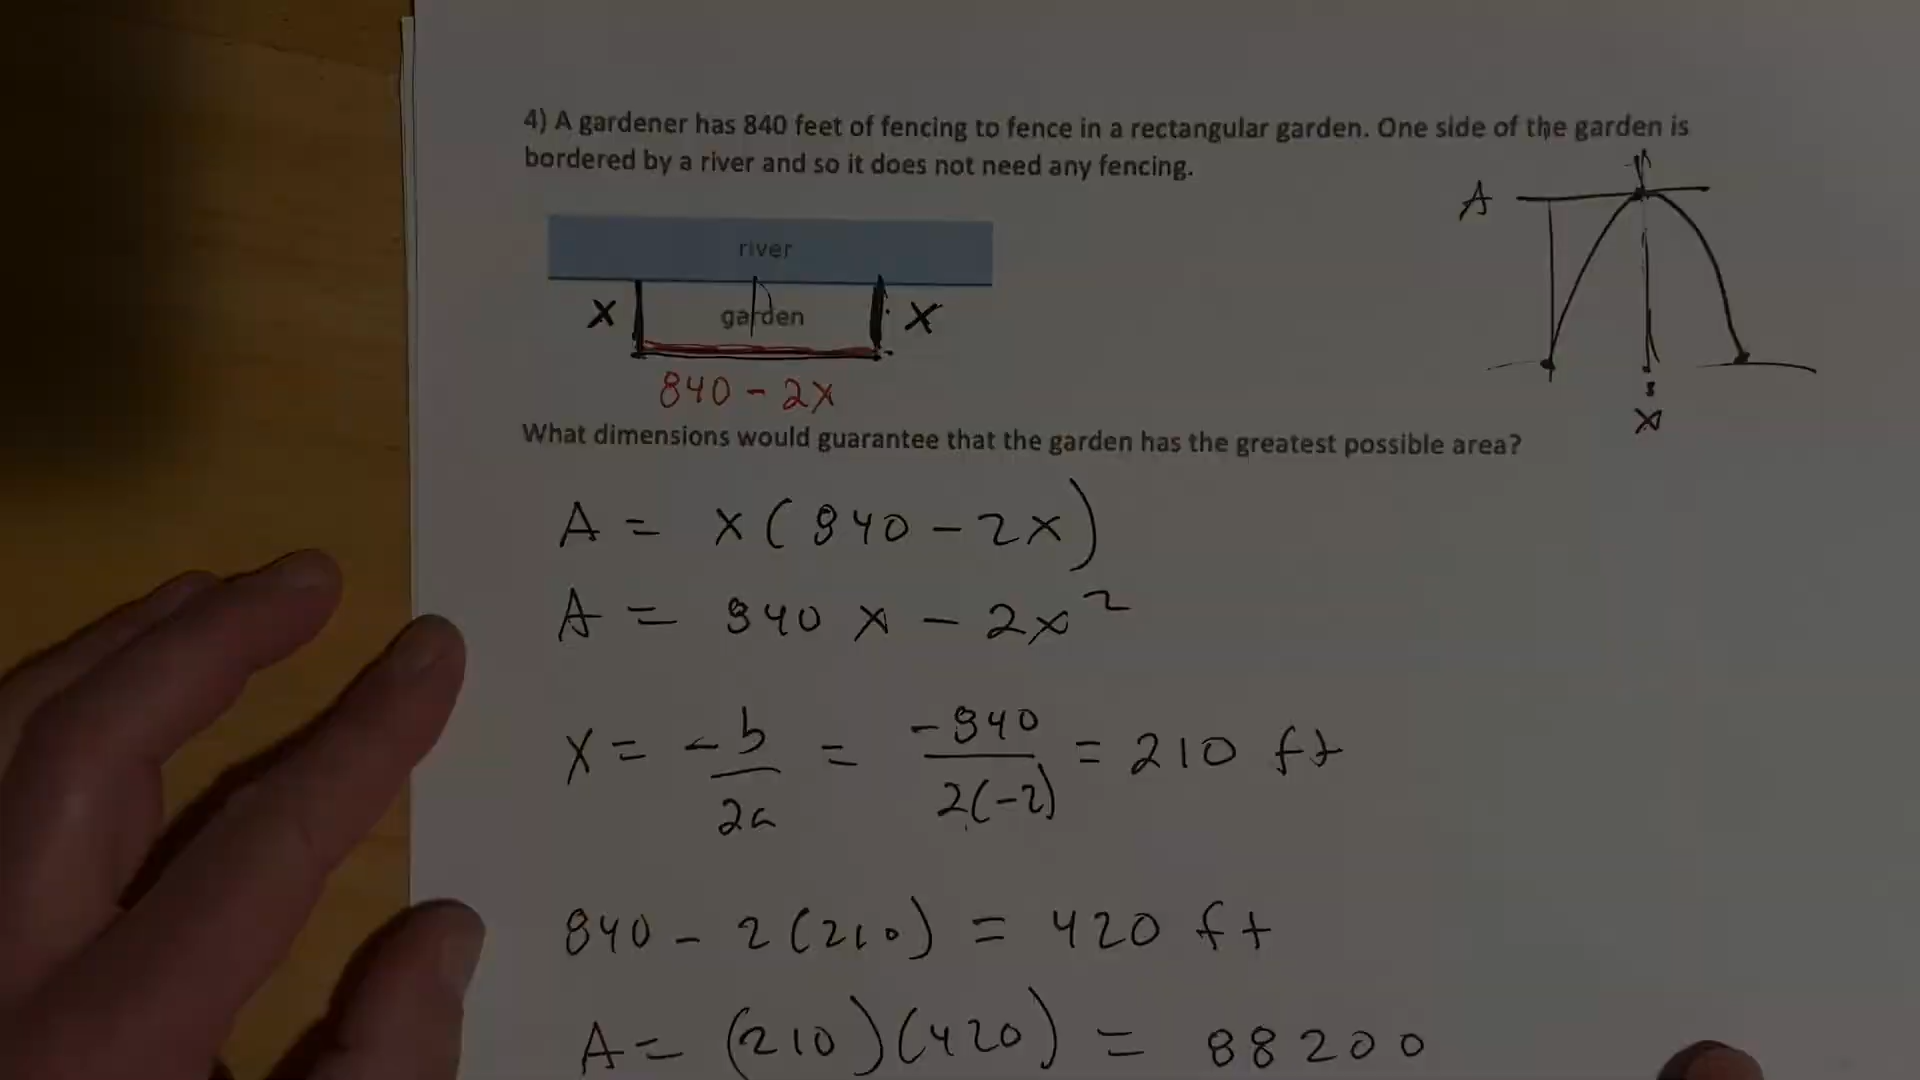 4) A gardener has 840 feet of fencing to fence in a rectangular garden. One side of the garden is
bordered by a river and so it does not need any fencing.
A
river
X garden X
840 - 2X
X
What dimensions would guarantee that the garden has the greatest possible area?
A = X(840 - 2X)
A = 840 X - 2X²
X = -b/2a = -840/2(-2) = 210 ft
840 - 2(210) = 420 ft
A = (210)(420) = 88200